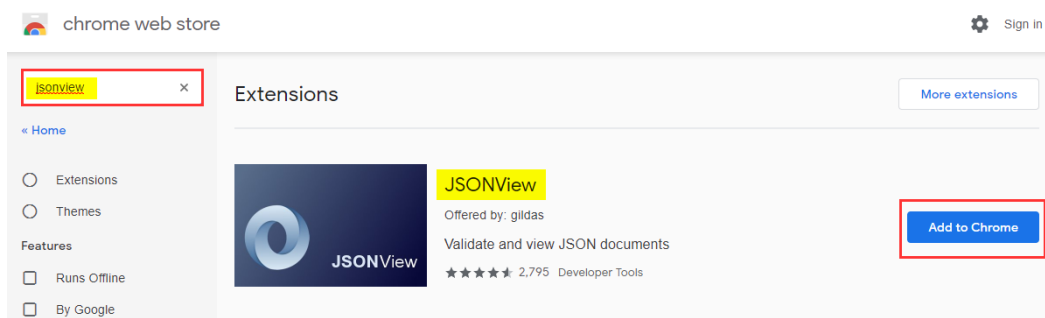 chrome web store
Sign in
jsonview
×
« Home
Extensions
Themes
Features
Runs Offline
By Google
Extensions
More extensions
JSONView
JSONView
Offered by: gildas
Validate and view JSON documents
2,795 Developer Tools
Add to Chrome